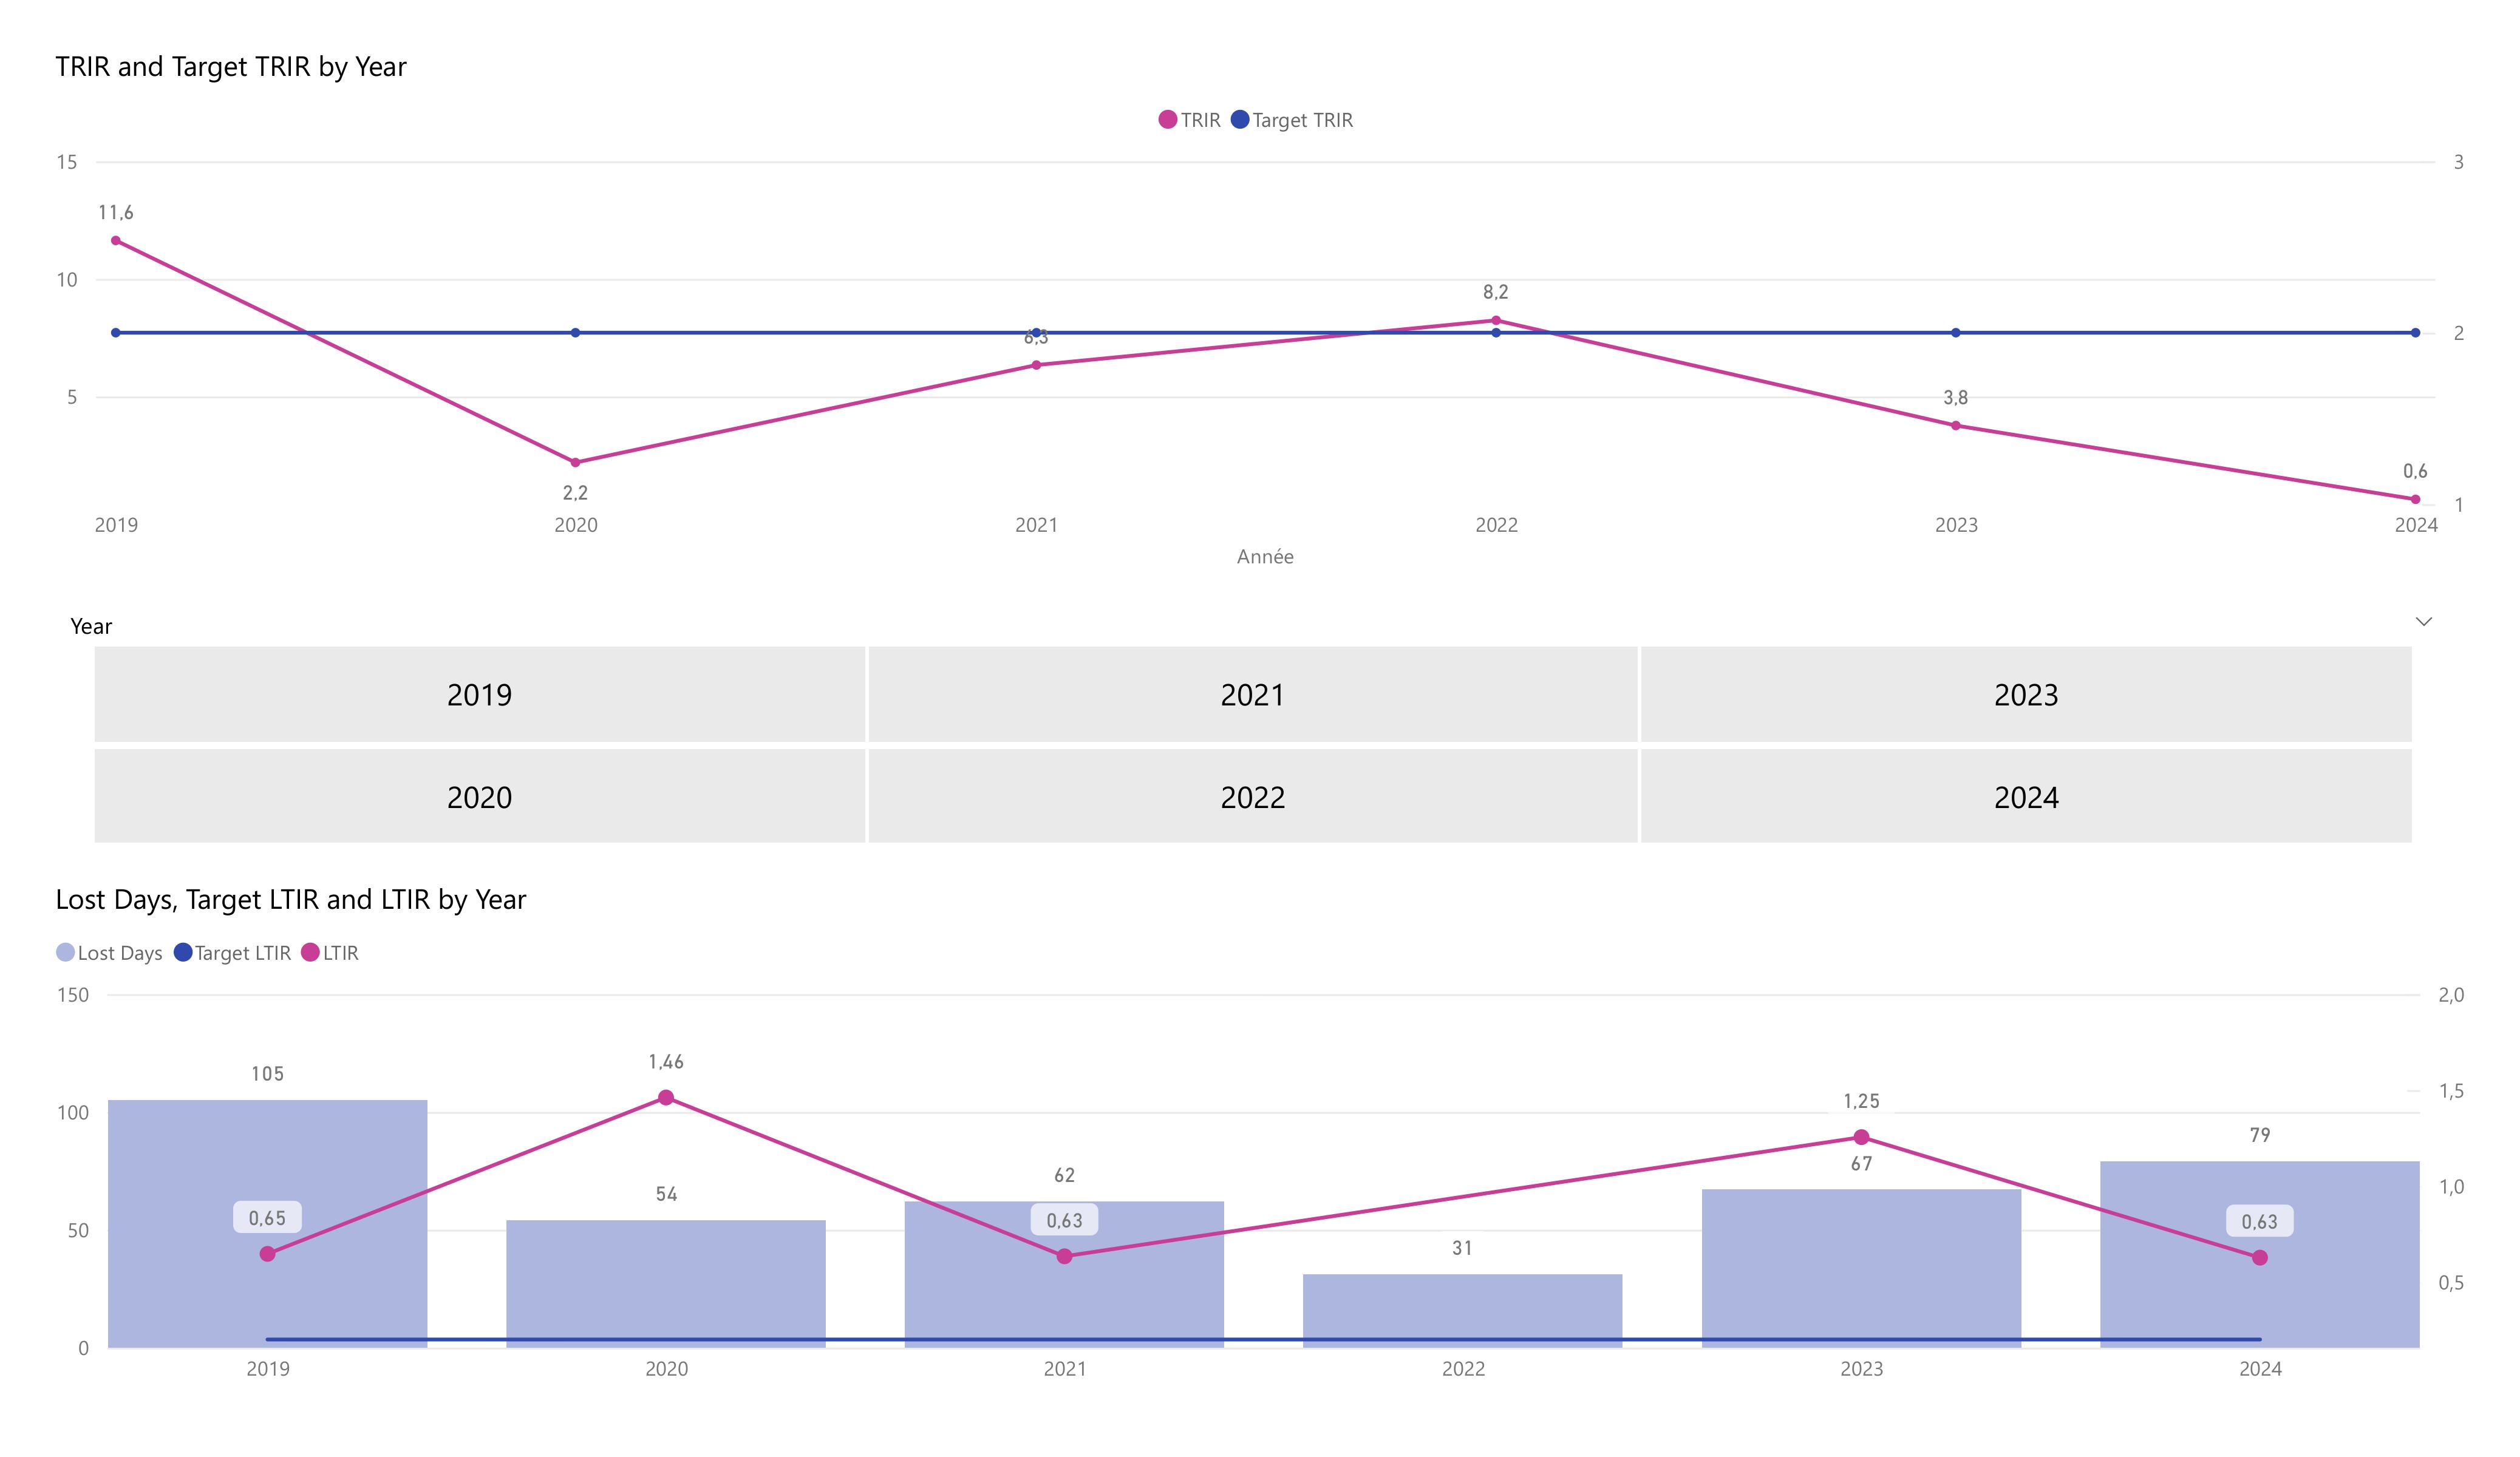 TRIR and Target TRIR by Year
TRIR Target TRIR
15 3
11,6
10
8,2
6,3
2
5
3,8
0,6
2,2
1
2019 2020 2021 2022 2023 2024
Année
Year
2019 2021 2023
2020 2022 2024
Lost Days, Target LTIR and LTIR by Year
Lost Days Target LTIR LTIR
150 2,0
1,46
105
1,5
1,25
100
79
67
62
1,0
54
0,65 0,63 0,63
50
31
0,5
0
2019 2020 2021 2022 2023 2024